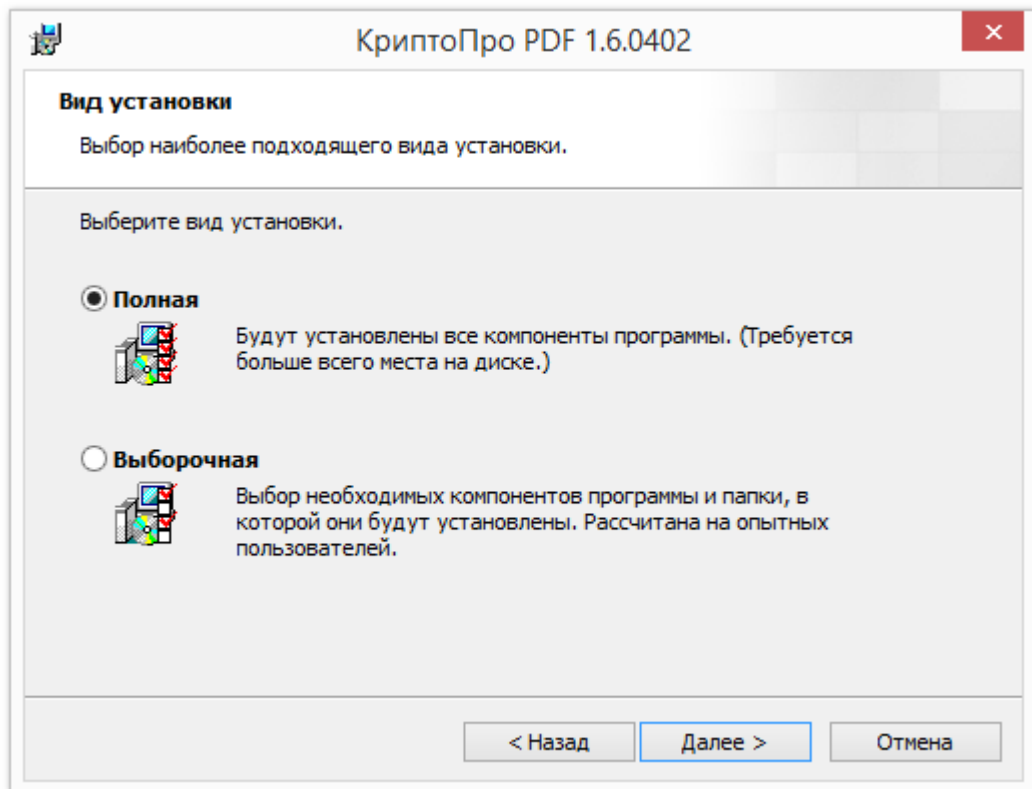 КриптоПро PDF 1.6.0402
Вид установки
Выбор наиболее подходящего вида установки.
Выберите вид установки.
Полная
Будут установлены все компоненты программы. (Требуется
больше всего места на диске.)
Выборочная
Выбор необходимых компонентов программы и папки, в
которой они будут установлены. Рассчитана на опытных
пользователей.
< Назад
Далее >
Отмена